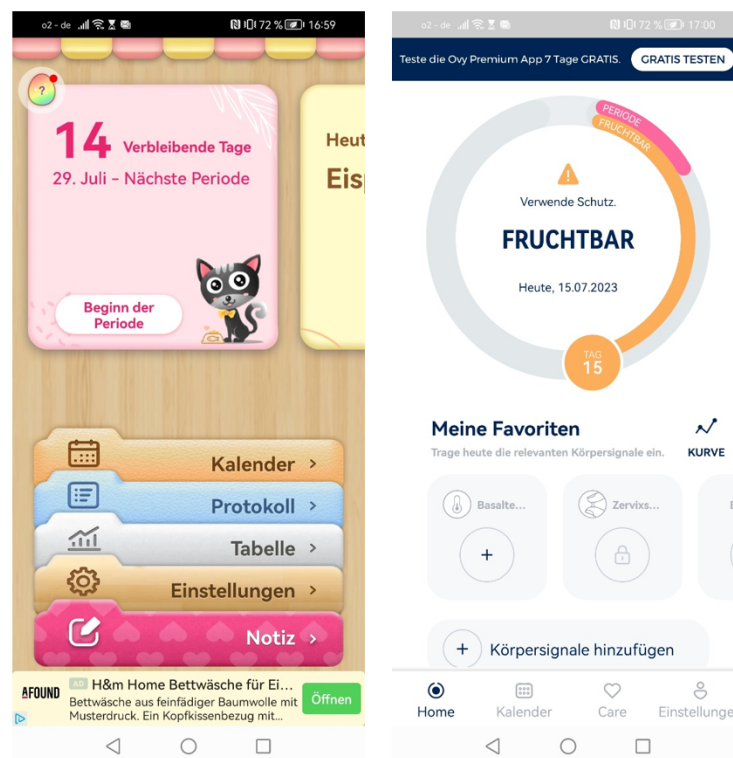 o2 - de
72 %
16:59
?
14 Verbleibende Tage
29. Juli – Nächste Periode
Beginn der
Periode
Heut
Eis
Kalender >
Protokoll >
Tabelle >
Einstellungen >
Notiz >
AFOUND
AD H&m Home Bettwäsche für Ei...
Bettwäsche aus feinfädiger Baumwolle mit
Musterdruck. Ein Kopfkissenbezug mit...
Öffnen
o2 - de
72 %
17:00
Teste die Ovy Premium App 7 Tage GRATIS.
GRATIS TESTEN
PERIODE
FRUCHTBAR
Verwende Schutz.
FRUCHTBAR
Heute, 15.07.2023
TAG
15
Meine Favoriten
Trage heute die relevanten Körpersignale ein.
KURVE
Basalte...
Zervixs...
+
+ Körpersignale hinzufügen
Home
Kalender
Care
Einstellunge